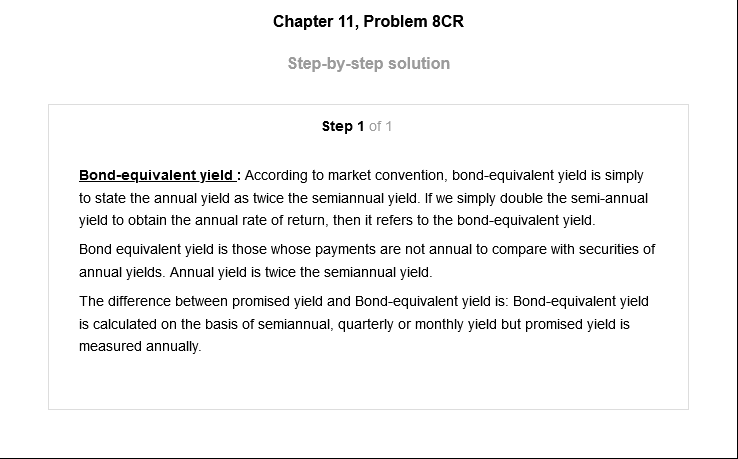 Chapter 11, Problem 8CR
Step-by-step solution
Step 1 of 1
Bond-equivalent yield : According to market convention, bond-equivalent yield is simply
to state the annual yield as twice the semiannual yield. If we simply double the semi-annual
yield to obtain the annual rate of return, then it refers to the bond-equivalent yield.
Bond equivalent yield is those whose payments are not annual to compare with securities of
annual yields. Annual yield is twice the semiannual yield.
The difference between promised yield and Bond-equivalent yield is: Bond-equivalent yield
is calculated on the basis of semiannual, quarterly or monthly yield but promised yield is
measured annually.